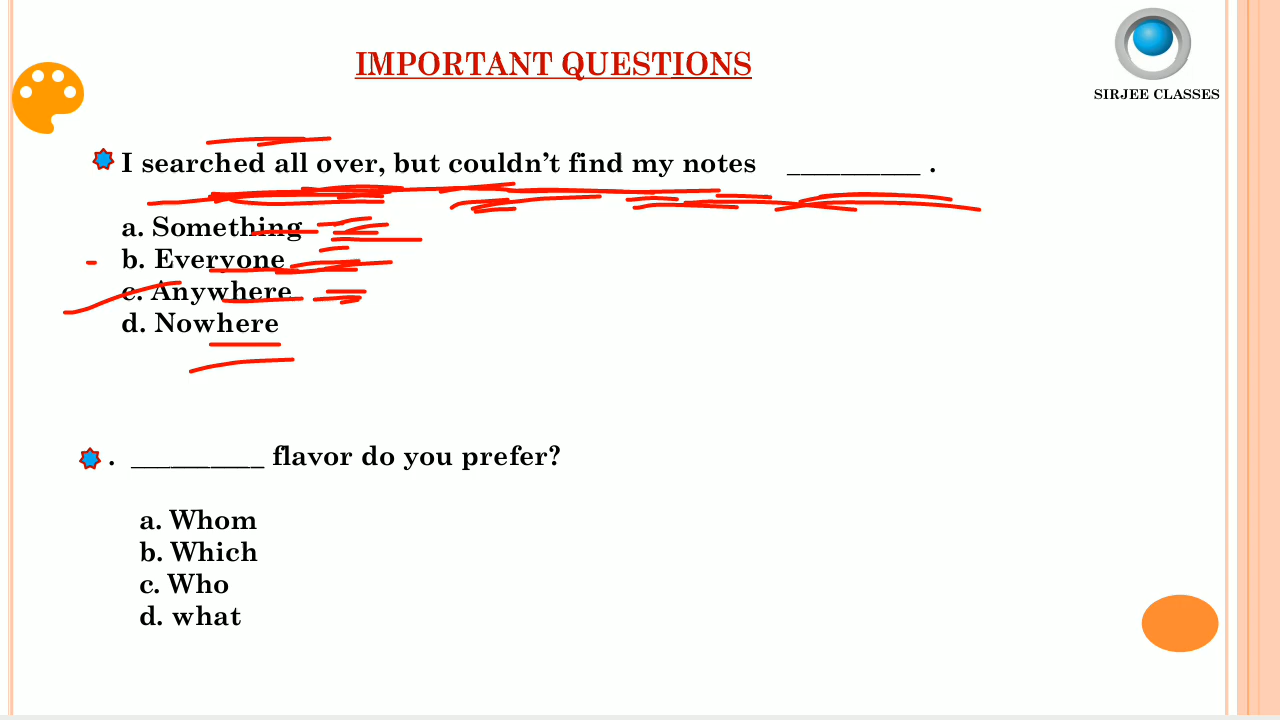 IMPORTANT QUESTIONS
SIRJEE CLASSES
I searched all over, but couldn’t find my notes __________ .
a. Something
b. Everyone
c. Anywhere
d. Nowhere
. __________ flavor do you prefer?
a. Whom
b. Which
c. Who
d. what